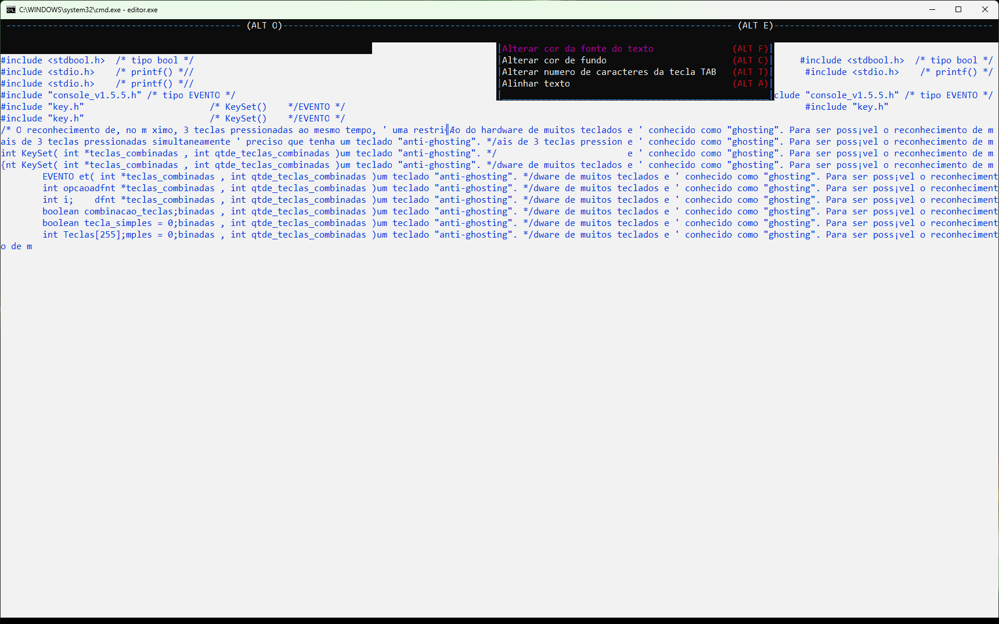 C:\WINDOWS\system32\cmd.exe - editor.exe
--------------------------------------------- (ALT O)-------------------------------------------------------------------------------------- (ALT E)------------------------------------------
|Alterar cor da fonte do texto (ALT F)|
#include <stdbool.h> /* tipo bool */ |Alterar cor de fundo (ALT C)| #include <stdbool.h> /* tipo bool */
#include <stdio.h> /* printf() *// |Alterar numero de caracteres da tecla TAB (ALT T)| #include <stdio.h> /* printf() */
#include <stdio.h> /* printf() *// |Alinhar texto (ALT A)|
#include "console_v1.5.5.h" /* tipo EVENTO */ |___________________________________________________|clude "console_v1.5.5.h" /* tipo EVENTO */
#include "key.h" /* KeySet() */EVENTO */ #include "key.h"
#include "key.h" /* KeySet() */EVENTO */
/* O reconhecimento de, no m ximo, 3 teclas pressionadas ao mesmo tempo, ' uma restri╬Æo do hardware de muitos teclados e ' conhecido como "ghosting". Para ser poss¡vel o reconhecimento de m
ais de 3 teclas pressionadas simultaneamente ' preciso que tenha um teclado "anti-ghosting". */ais de 3 teclas pression e ' conhecido como "ghosting". Para ser poss¡vel o reconhecimento de m
int KeySet( int *teclas_combinadas , int qtde_teclas_combinadas )um teclado "anti-ghosting". */ e ' conhecido como "ghosting". Para ser poss¡vel o reconhecimento de m
{nt KeySet( int *teclas_combinadas , int qtde_teclas_combinadas )um teclado "anti-ghosting". */dware de muitos teclados e ' conhecido como "ghosting". Para ser poss¡vel o reconhecimento de m
EVENTO et( int *teclas_combinadas , int qtde_teclas_combinadas )um teclado "anti-ghosting". */dware de muitos teclados e ' conhecido como "ghosting". Para ser poss¡vel o reconheciment
int opcaoadfnt *teclas_combinadas , int qtde_teclas_combinadas )um teclado "anti-ghosting". */dware de muitos teclados e ' conhecido como "ghosting". Para ser poss¡vel o reconheciment
int i; dfnt *teclas_combinadas , int qtde_teclas_combinadas )um teclado "anti-ghosting". */dware de muitos teclados e ' conhecido como "ghosting". Para ser poss¡vel o reconheciment
boolean combinacao_teclas;binadas , int qtde_teclas_combinadas )um teclado "anti-ghosting". */dware de muitos teclados e ' conhecido como "ghosting". Para ser poss¡vel o reconheciment
boolean tecla_simples = 0;binadas , int qtde_teclas_combinadas )um teclado "anti-ghosting". */dware de muitos teclados e ' conhecido como "ghosting". Para ser poss¡vel o reconheciment
int Teclas[255];mples = 0;binadas , int qtde_teclas_combinadas )um teclado "anti-ghosting". */dware de muitos teclados e ' conhecido como "ghosting". Para ser poss¡vel o reconheciment
o de m